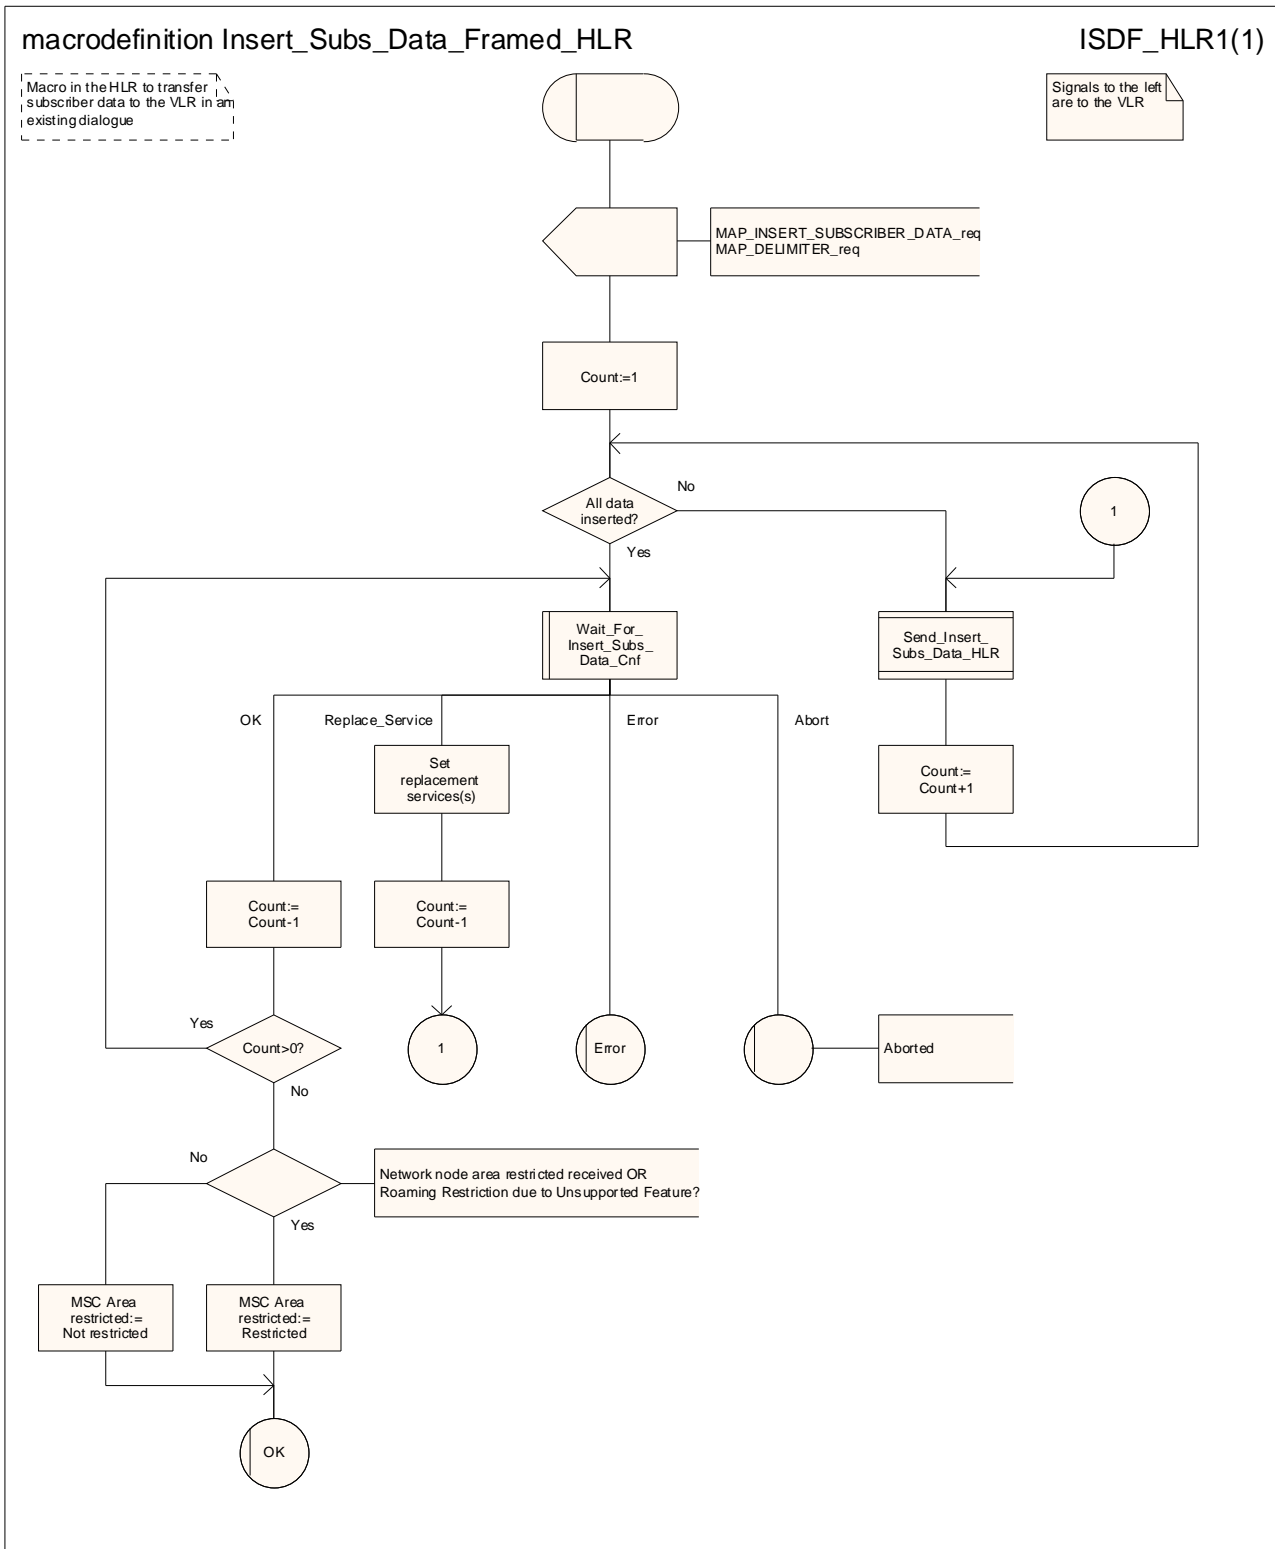 macrodefinition Insert_Subs_Data_Framed_HLR
ISDF_HLR1(1)
Macro in the HLR to transfer
subscriber data to the VLR in an
existing dialogue
Signals to the left
are to the VLR
MAP_INSERT_SUBSCRIBER_DATA_req
MAP_DELIMITER_req
Count:=1
All data
inserted?
No
Yes
1
Wait_For_
Insert_Subs_
Data_Cnf
Send_Insert_
Subs_Data_HLR
OK
Replace_Service
Error
Abort
Set
replacement
services(s)
Count:=
Count+1
Count:=
Count-1
Count:=
Count-1
Yes
Count>0?
No
1
Error
Aborted
No
Network node area restricted received OR
Roaming Restriction due to Unsupported Feature?
Yes
MSC Area
restricted:=
Not restricted
MSC Area
restricted:=
Restricted
OK